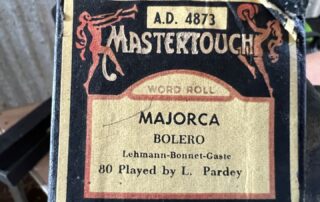 A.D. 4873
MASTERTOUCH
WORD ROLL
MAJORCA
BOLERO
Lehmann-Bonnet-Gaste
80 Played by L. Pardey